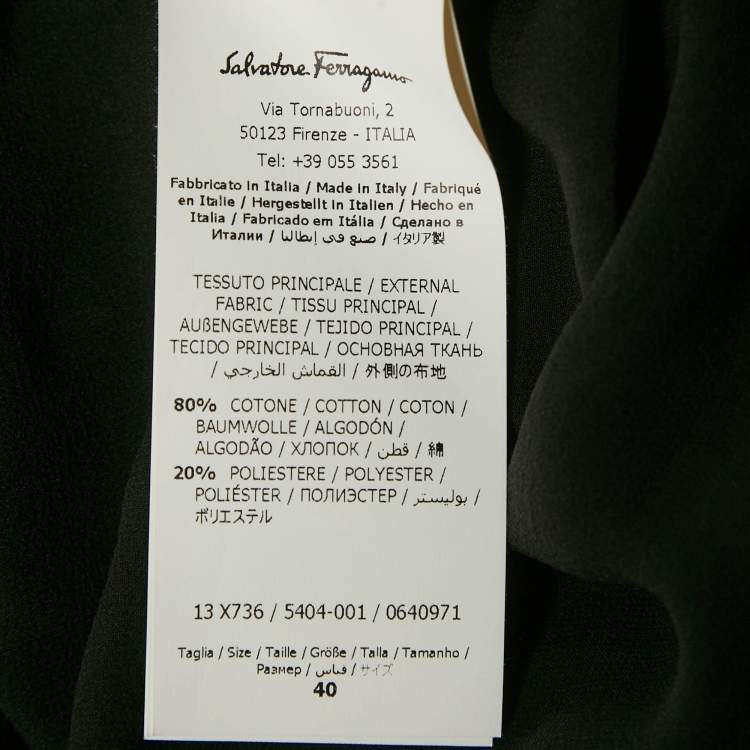 Salvatore Ferragamo
Via Tornabuoni, 2
50123 Firenze - ITALIA
Tel: +39 055 3561
Fabbricato in Italia / Made in Italy / Fabriqué
en Italie / Hergestellt in Italien / Hecho en
Italia / Fabricado em Itália / Сделано в
Италии / صنع في إيطاليا / イタリア製
TESSUTO PRINCIPALE / EXTERNAL
FABRIC / TISSU PRINCIPAL /
AUßENGEWEBE / TEJIDO PRINCIPAL /
TECIDO PRINCIPAL / ОСНОВНАЯ ТКАНЬ
/ القماش الخارجي / 外側の布地
80% COTONE / COTTON / COTON /
BAUMWOLLE / ALGODÓN /
ALGODÃO / ХЛОПОК / قطن / 綿
20% POLIESTERE / POLYESTER /
POLIÉSTER / ПОЛИЭСТЕР / بوليستر /
ポリエステル
13 X736 / 5404-001 / 0640971
Taglia / Size / Taille / Größe / Talla / Tamanho /
Размер / قياس / サイズ
40